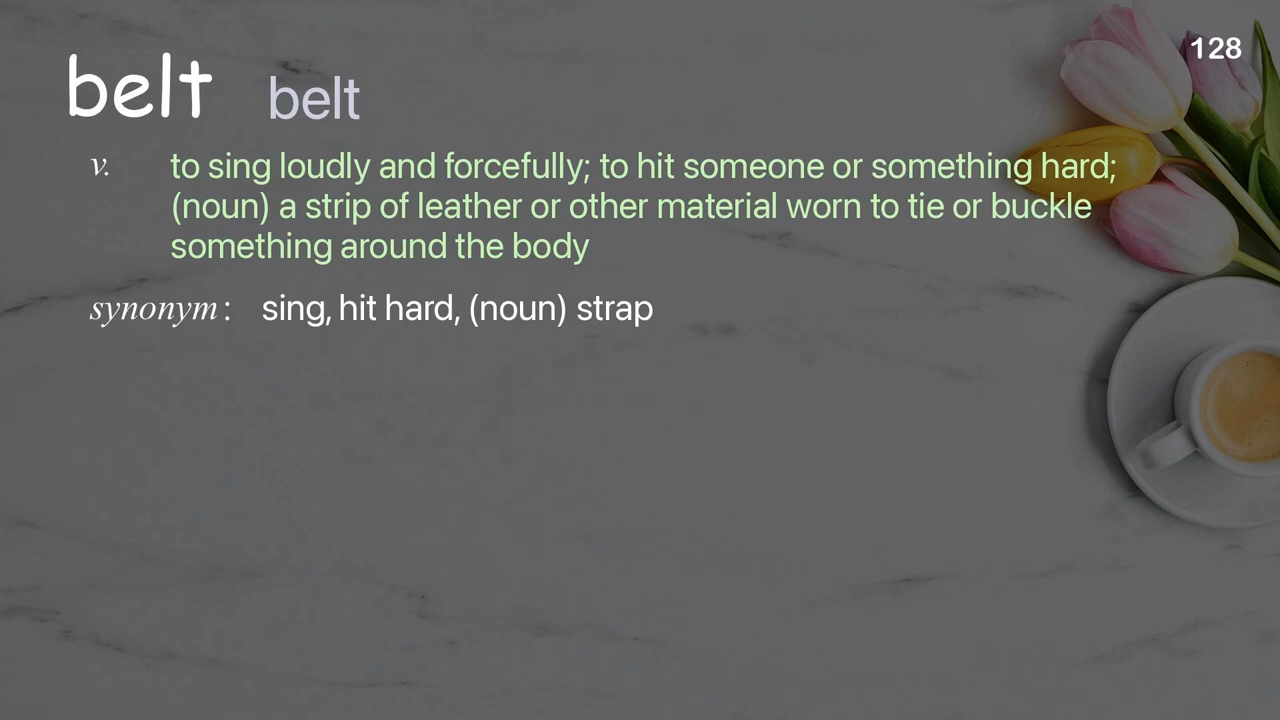 128
belt belt
v. to sing loudly and forcefully; to hit someone or something hard;
(noun) a strip of leather or other material worn to tie or buckle
something around the body
synonym: sing, hit hard, (noun) strap